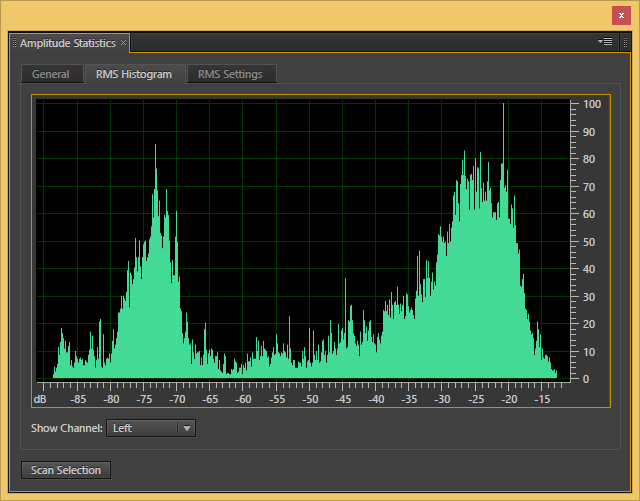 x
Amplitude Statistics ×
General RMS Histogram RMS Settings
100
90
80
70
60
50
40
30
20
10
0
dB -85 -80 -75 -70 -65 -60 -55 -50 -45 -40 -35 -30 -25 -20 -15
Show Channel: Left
Scan Selection